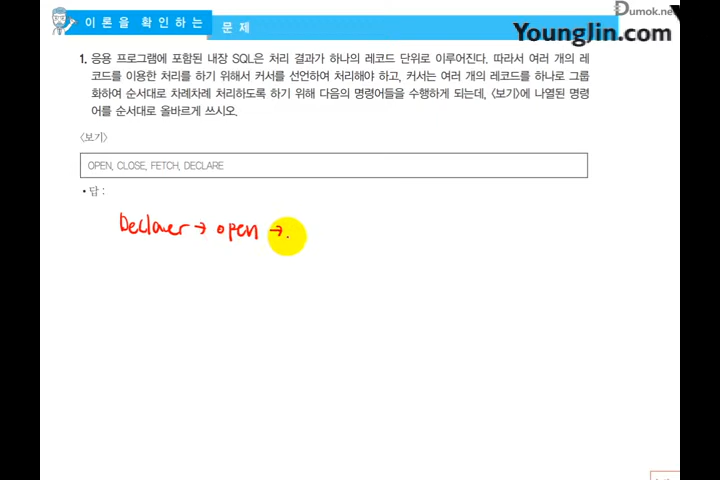 Dumok.ne
이론을 확인하는 문제
YoungJin.com
1. 응용 프로그램에 포함된 내장 SQL은 처리 결과가 하나의 레코드 단위로 이루어진다. 따라서 여러 개의 레
코드를 이용한 처리를 하기 위해서 커서를 선언하여 처리해야 하고, 커서는 여러 개의 레코드를 하나로 그룹
화하여 순서대로 차례차례 처리하도록 하기 위해 다음의 명령어들을 수행하게 되는데, 〈보기〉에 나열된 명령
어를 순서대로 올바르게 쓰시오.
〈보기〉
OPEN, CLOSE, FETCH, DECLARE
• 답 :
→ open →